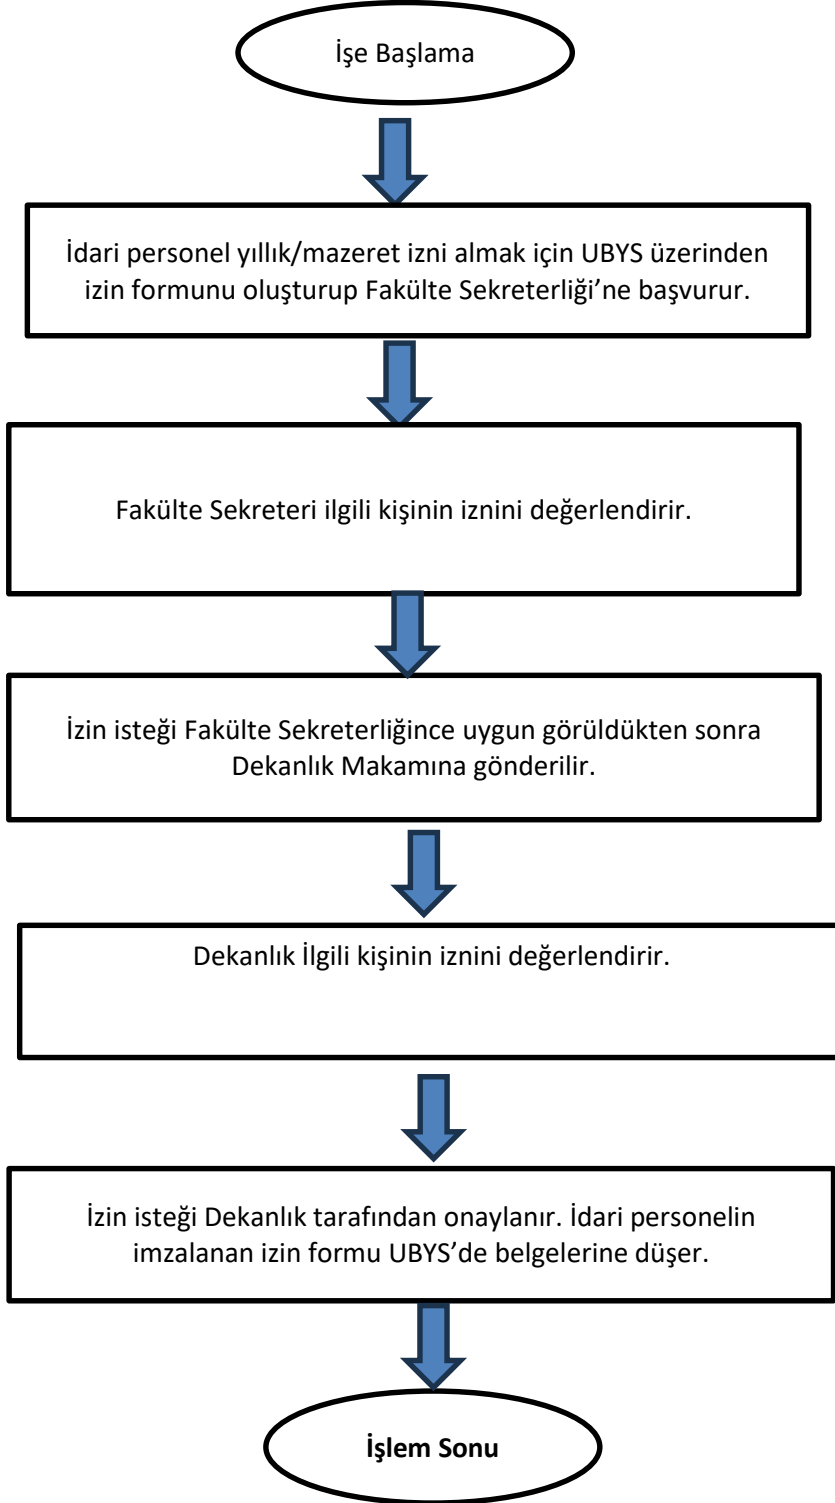 İşe Başlama
İdari personel yıllık/mazeret izni almak için UBYS üzerinden
izin formunu oluşturup Fakülte Sekreterliği’ne başvurur.
Fakülte Sekreteri ilgili kişinin iznini değerlendirir.
İzin isteği Fakülte Sekreterliğince uygun görüldükten sonra
Dekanlık Makamına gönderilir.
Dekanlık İlgili kişinin iznini değerlendirir.
İzin isteği Dekanlık tarafından onaylanır. İdari personelin
imzalanan izin formu UBYS’de belgelerine düşer.
İşlem Sonu